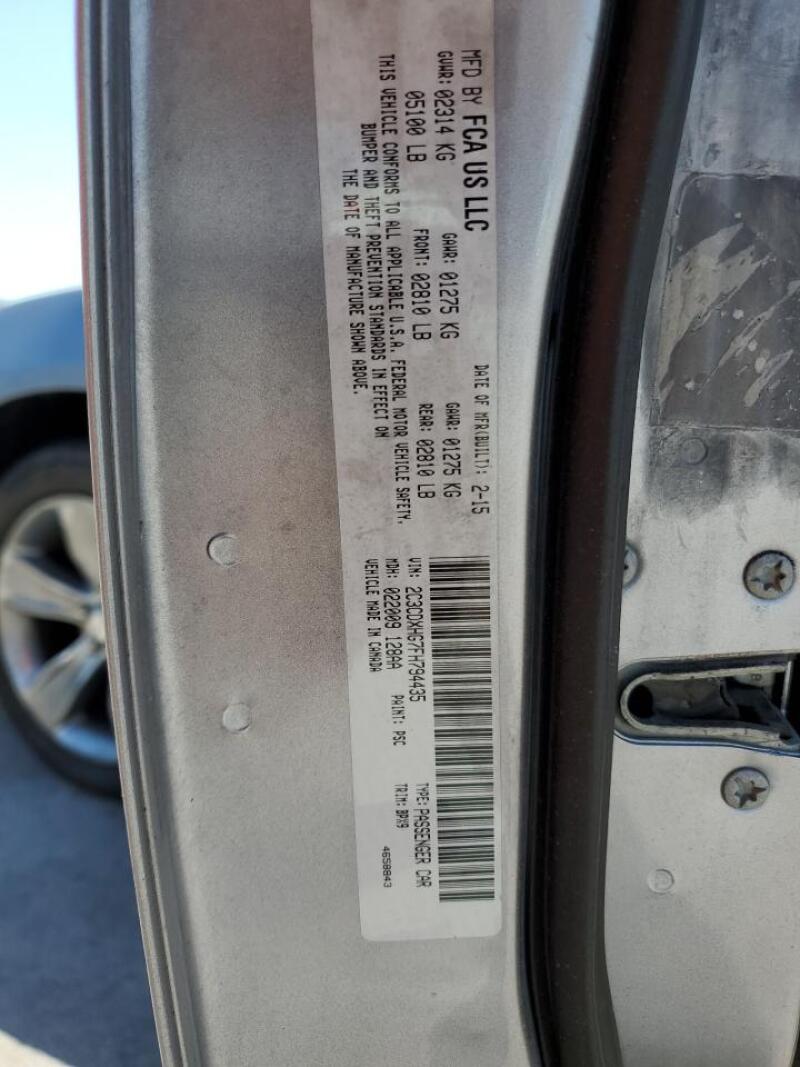 MFD BY FCA US LLC
DATE OF MFR(BUILT): 2-15
GVWR: 02314 KG GAWR: 01275 KG GAWR: 01275 KG
05100 LB FRONT: 02810 LB REAR: 02810 LB
THIS VEHICLE CONFORMS TO ALL APPLICABLE U.S.A. FEDERAL MOTOR VEHICLE SAFETY,
BUMPER AND THEFT PREVENTION STANDARDS IN EFFECT ON
THE DATE OF MANUFACTURE SHOWN ABOVE.
VIN: 2C3CDXHG7FH794435 TYPE: PASSENGER CAR
MDH: 022009 128AA PAINT: PSC TRIM: BPX9
VEHICLE MADE IN CANADA 4658843